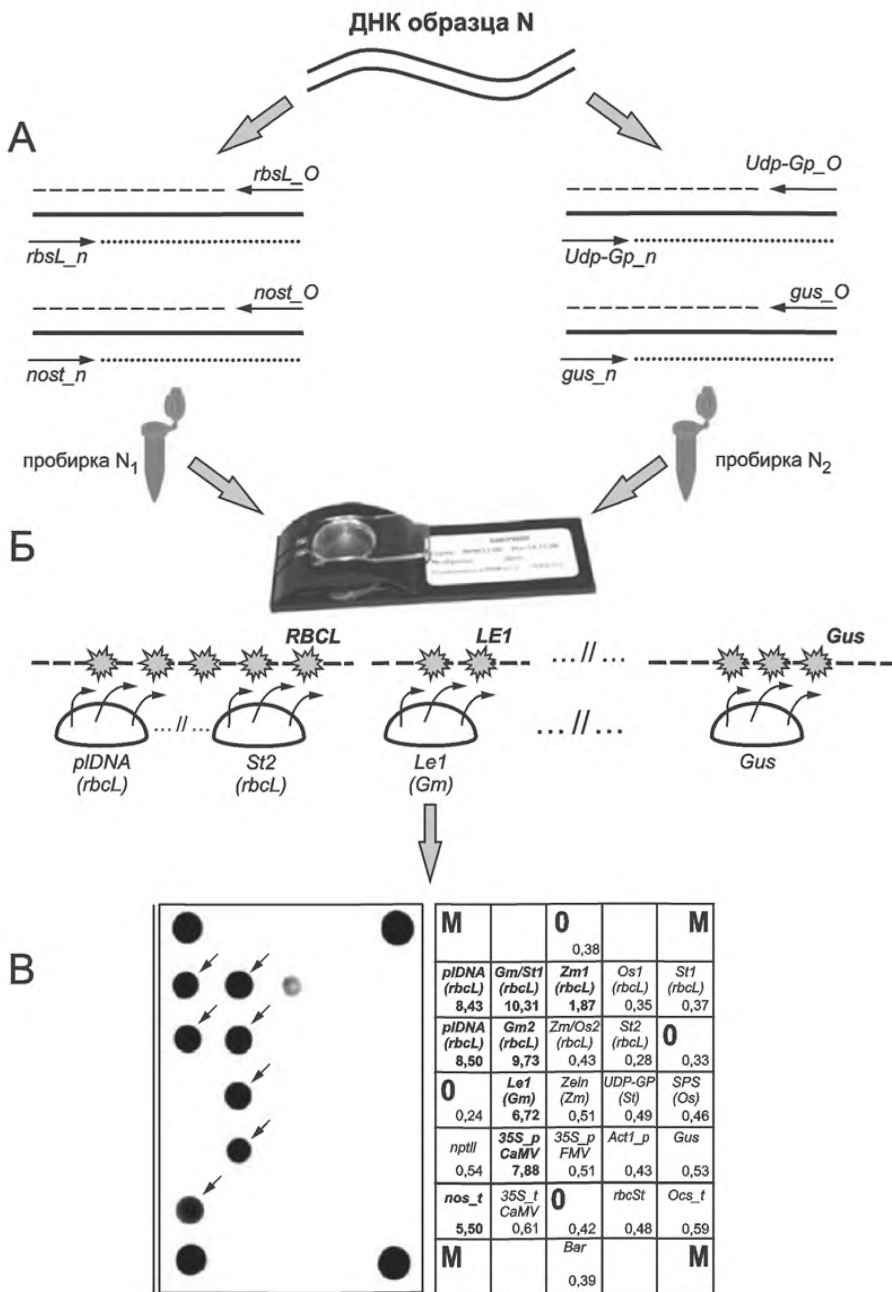 ДНК образца N
А
rbsL_O
Udp-Gp_O
rbsL_n
Udp-Gp_n
nost_O
gus_O
nost_n
gus_n
пробирка N1
пробирка N2
Б
БИОЧИП
RBCL
LE1
Gus
... // ...
... // ...
... // ...
plDNA
(rbcL)
St2
(rbcL)
Le1
(Gm)
Gus
В
M 0 M
0,38
plDNA Gm/St1 Zm1 Os1 St1
(rbcL) (rbcL) (rbcL) (rbcL) (rbcL)
8,43 10,31 1,87 0,35 0,37
plDNA Gm2 Zm/Os2 St2 0
(rbcL) (rbcL) (rbcL) (rbcL)
8,50 9,73 0,43 0,28 0,33
0 Le1 Zein UDP-GP SPS
(Gm) (Zm) (St) (Os)
0,24 6,72 0,51 0,49 0,46
nptII 35S_p 35S_p Act1_p Gus
CaMV FMV
0,54 7,88 0,51 0,43 0,53
nos_t 35S_t 0 rbcSt Ocs_t
CaMV
5,50 0,61 0,42 0,48 0,59
M Bar M
0,39